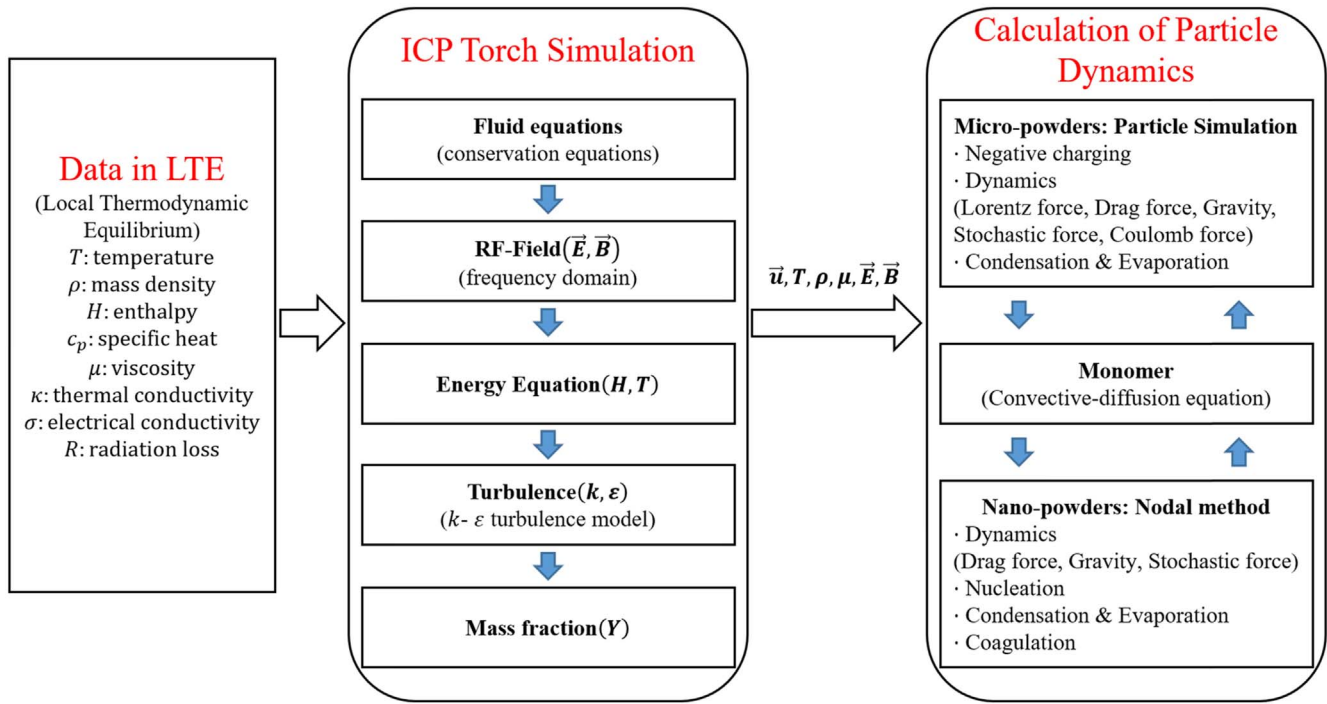 Data in LTE
(Local Thermodynamic
Equilibrium)
T: temperature
ρ: mass density
H: enthalpy
c_p: specific heat
μ: viscosity
κ: thermal conductivity
σ: electrical conductivity
R: radiation loss
ICP Torch Simulation
Fluid equations
(conservation equations)
RF-Field(E⃗, B⃗)
(frequency domain)
Energy Equation(H, T)
Turbulence(k, ε)
(k- ε turbulence model)
Mass fraction(Y)
u⃗, T, ρ, μ, E⃗, B⃗
Calculation of Particle
Dynamics
Micro-powders: Particle Simulation
· Negative charging
· Dynamics
(Lorentz force, Drag force, Gravity,
Stochastic force, Coulomb force)
· Condensation & Evaporation
Monomer
(Convective-diffusion equation)
Nano-powders: Nodal method
· Dynamics
(Drag force, Gravity, Stochastic force)
· Nucleation
· Condensation & Evaporation
· Coagulation